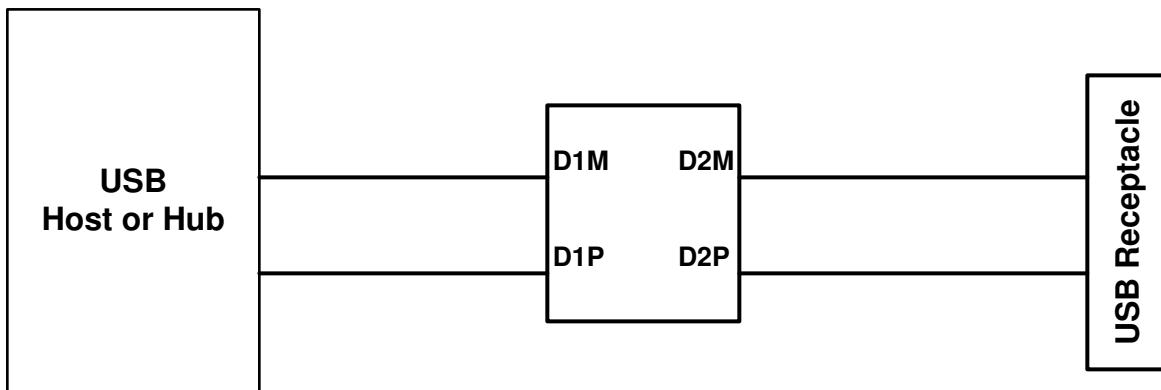 USB
Host or Hub
D1M
D2M
D1P
D2P
USB Receptacle